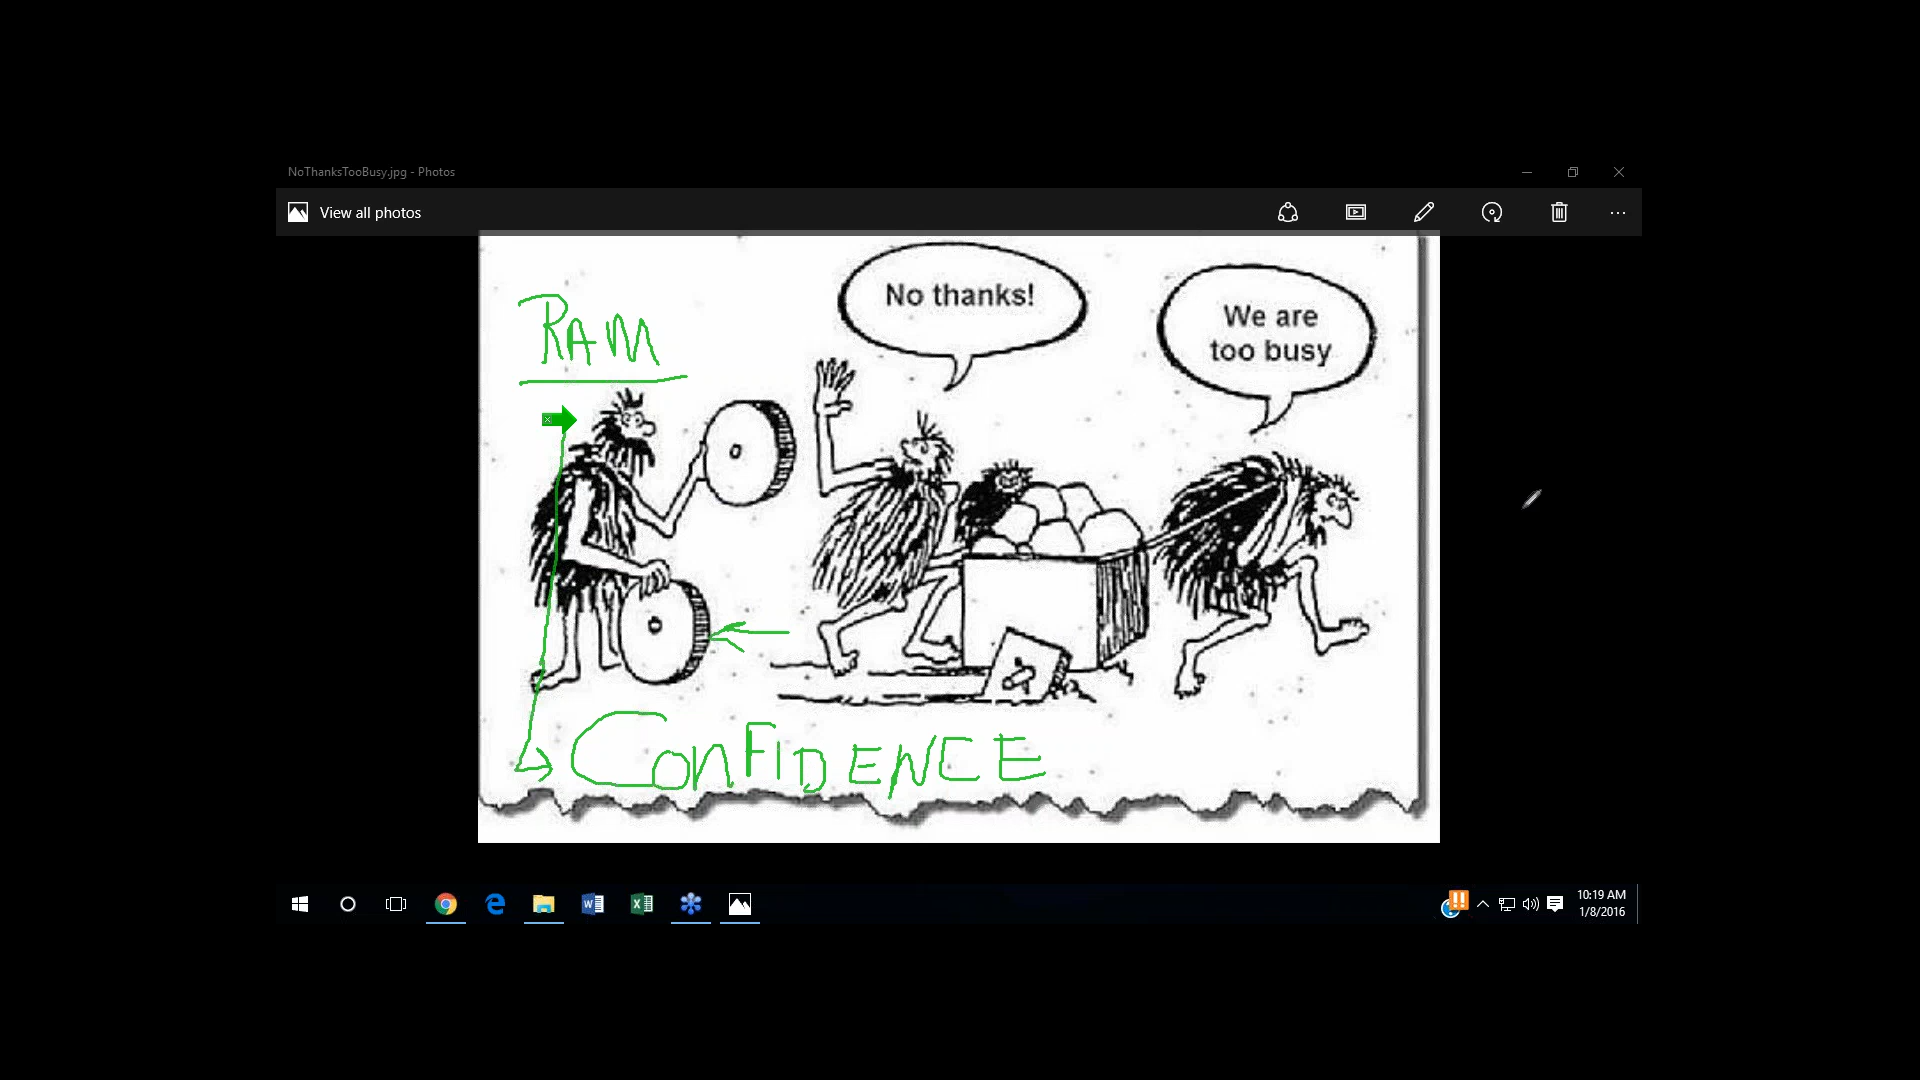 NoThanksTooBusy.jpg - Photos
View all photos
No thanks!
We are
too busy
RAM
CONFIDENCE
10:19 AM
1/8/2016